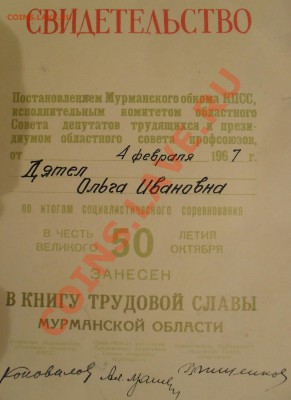 СВИДЕТЕЛЬСТВО
Постановлением Мурманского обкома КПСС,
исполнительным комитетом областного
Совета депутатов трудящихся и прези-
диумом областного совета профсоюзов,
от 4 февраля 1967 г.
Дятел
Ольга Ивановна
по итогам социалистического соревнования
В ЧЕСТЬ 50 ЛЕТИЯ
ВЕЛИКОГО ОКТЯБРЯ
ЗАНЕСЕН
В КНИГУ ТРУДОВОЙ СЛАВЫ
МУРМАНСКОЙ ОБЛАСТИ
Коновалов